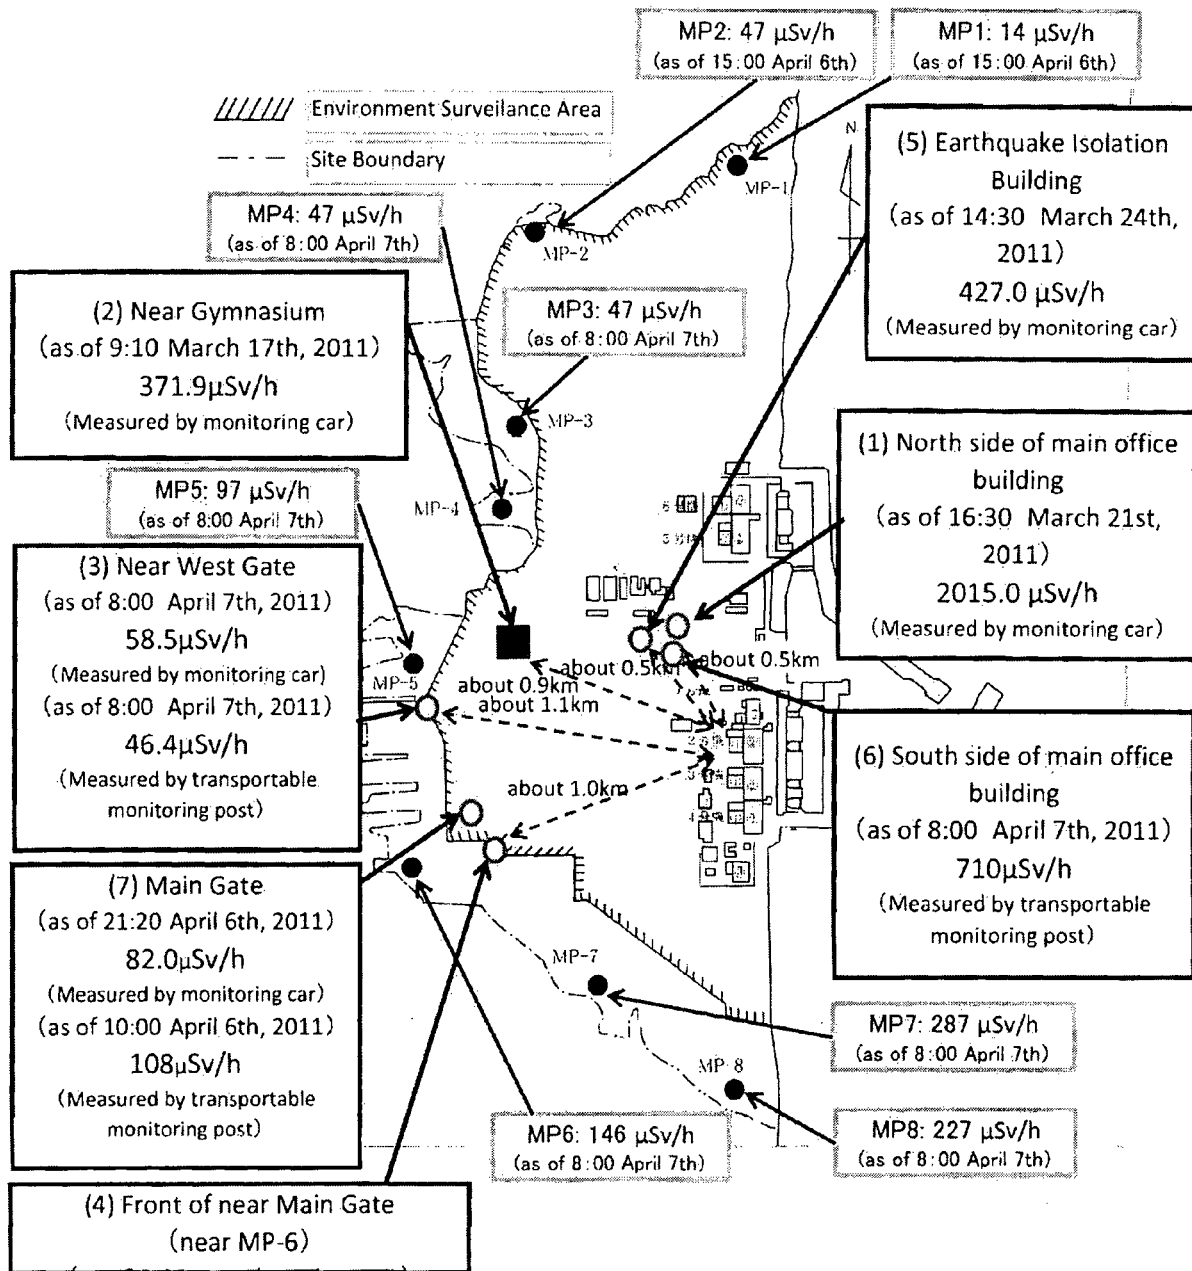 MP2: 47 μSv/h
(as of 15:00 April 6th)
MP1: 14 μSv/h
(as of 15:00 April 6th)
Environment Surveilance Area
Site Boundary
N
MP-1
(5) Earthquake Isolation
Building
(as of 14:30 March 24th,
2011)
427.0 μSv/h
(Measured by monitoring car)
MP4: 47 μSv/h
(as of 8:00 April 7th)
MP-2
(2) Near Gymnasium
(as of 9:10 March 17th, 2011)
371.9μSv/h
(Measured by monitoring car)
MP3: 47 μSv/h
(as of 8:00 April 7th)
MP-3
(1) North side of main office
building
(as of 16:30 March 21st,
2011)
2015.0 μSv/h
(Measured by monitoring car)
MP5: 97 μSv/h
(as of 8:00 April 7th)
MP-4
(3) Near West Gate
(as of 8:00 April 7th, 2011)
58.5μSv/h
(Measured by monitoring car)
(as of 8:00 April 7th, 2011)
46.4μSv/h
(Measured by transportable
monitoring post)
MP-5
about 0.5km
about 0.5km
about 0.9km
about 1.1km
about 1.0km
(6) South side of main office
building
(as of 8:00 April 7th, 2011)
710μSv/h
(Measured by transportable
monitoring post)
(7) Main Gate
(as of 21:20 April 6th, 2011)
82.0μSv/h
(Measured by monitoring car)
(as of 10:00 April 6th, 2011)
108μSv/h
(Measured by transportable
monitoring post)
MP-7
MP7: 287 μSv/h
(as of 8:00 April 7th)
MP-8
MP6: 146 μSv/h
(as of 8:00 April 7th)
MP8: 227 μSv/h
(as of 8:00 April 7th)
(4) Front of near Main Gate
(near MP-6)